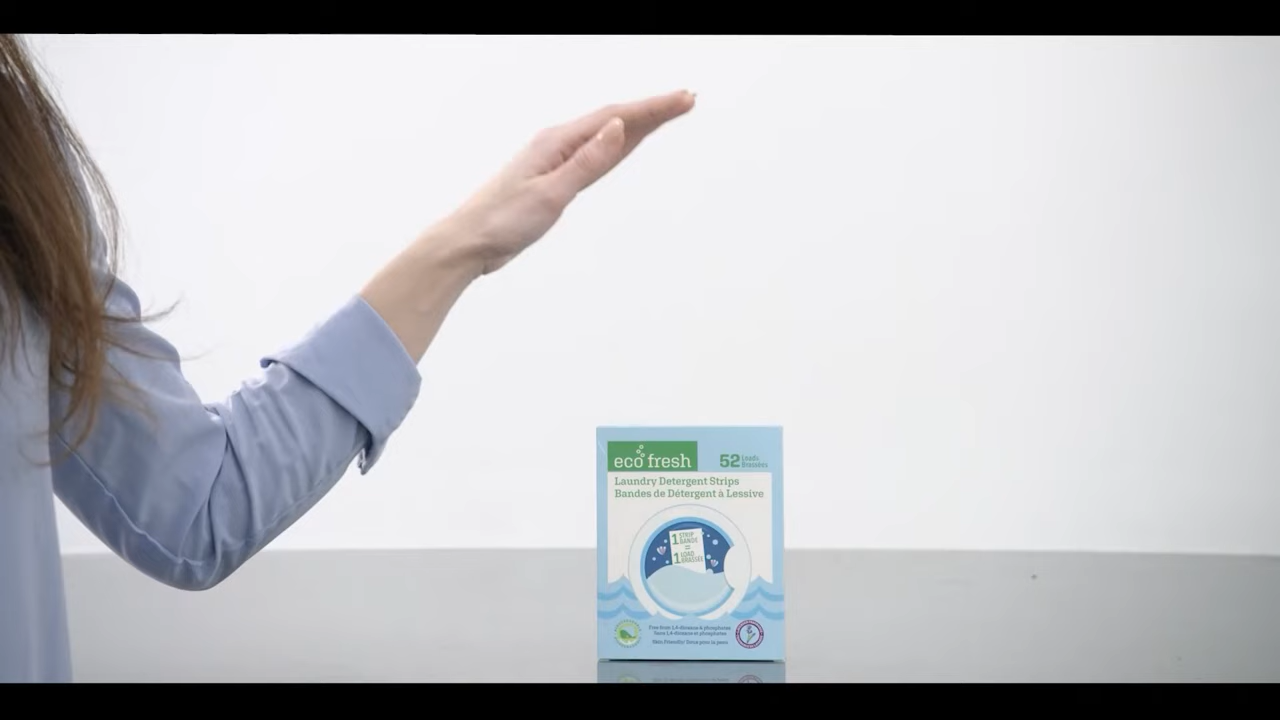 eco fresh
52 Loads
Brassées
Laundry Detergent Strips
Bandes de Détergent à Lessive
1 STRIP
BANDE
=
1 LOAD
BRASSÉE
Free from 1,4-dioxane & phosphates
Sans 1,4-dioxane et phosphates
Skin Friendly/ Doux pour la peau